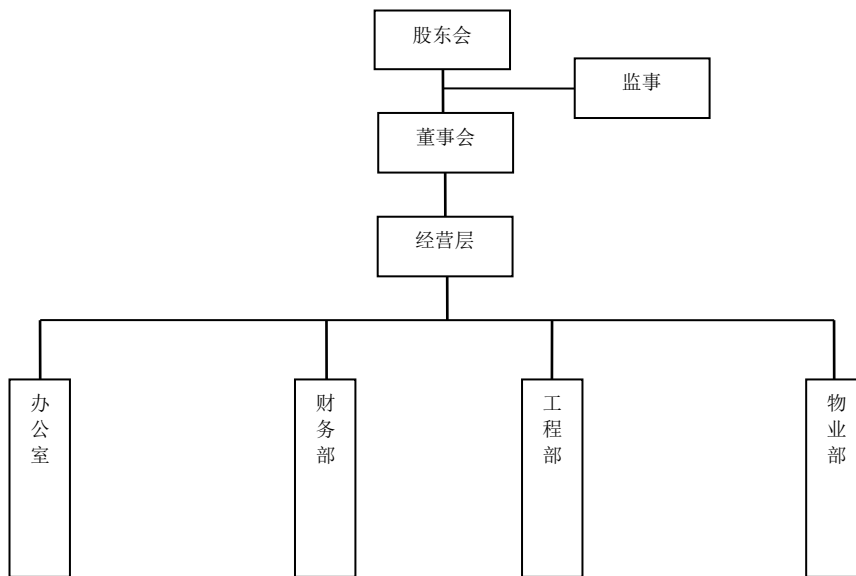 股东会
监事
董事会
经营层
办公室
财务部
工程部
物业部